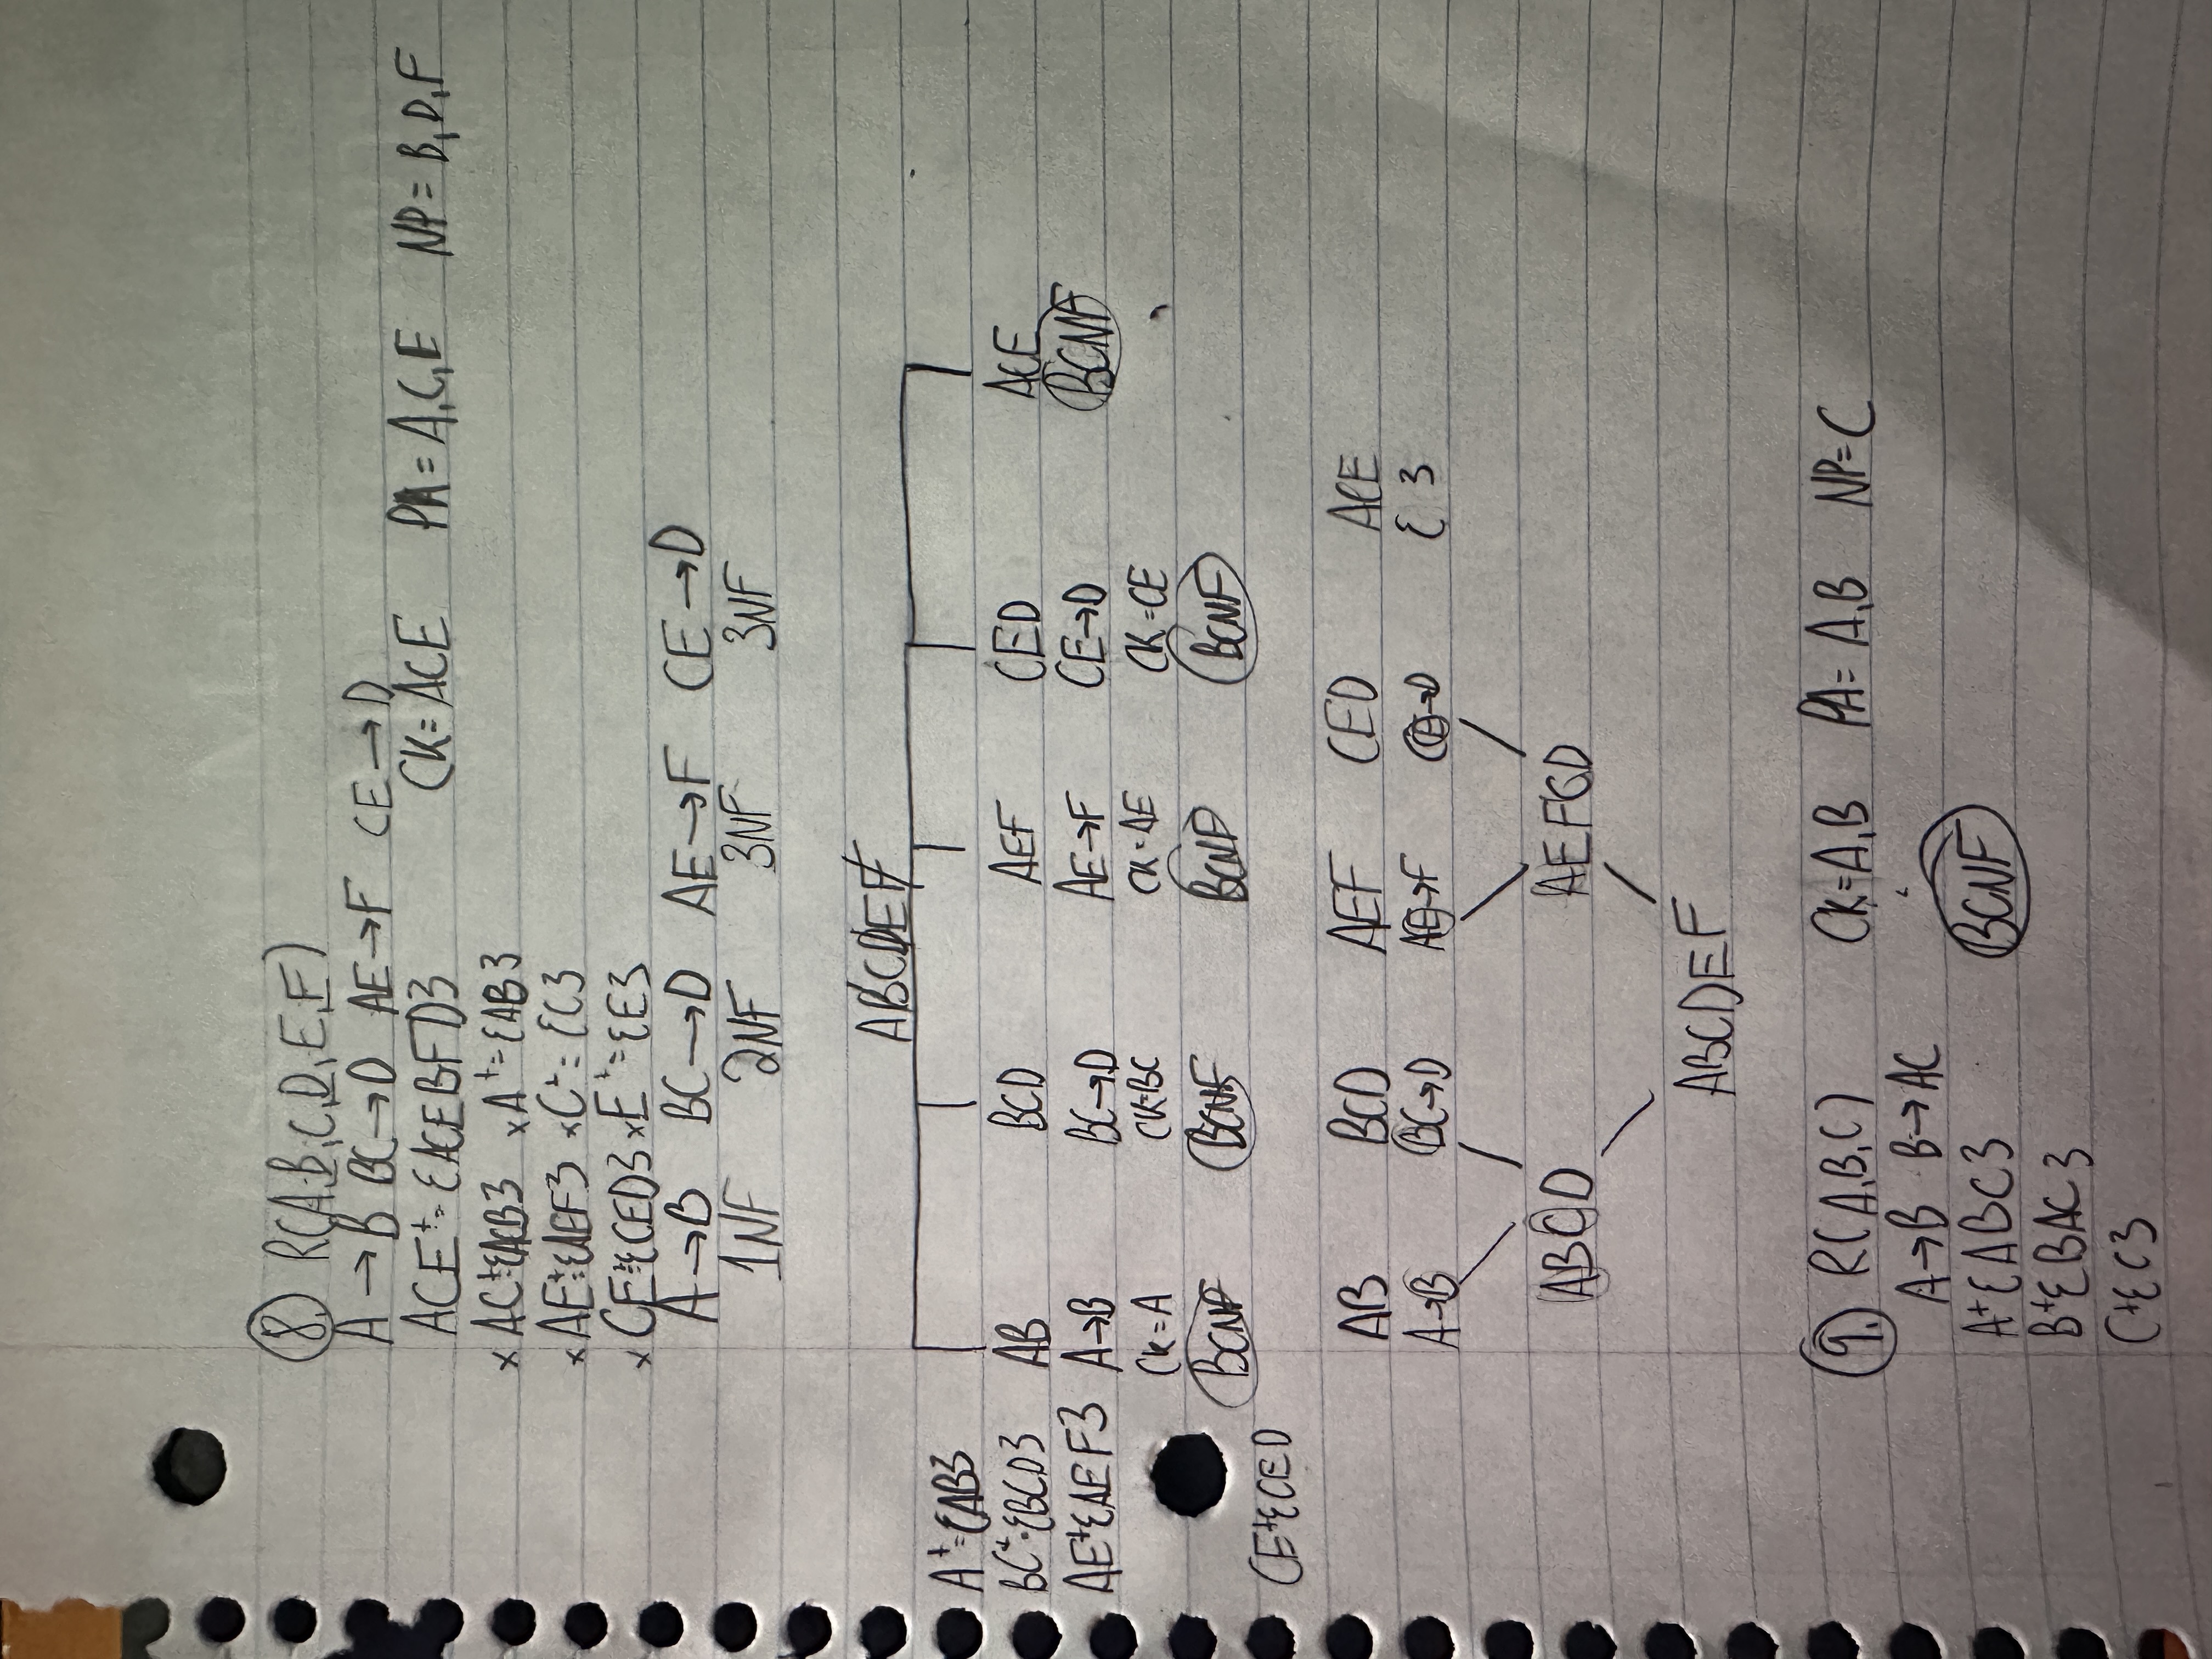 8. R(A,B,C,D,E,F)
A → B BC → D AE → F CE → D
ACE+ = {ACEBFD} CK = ACE PA = A,C,E NP = B,D,F
x AC+ = {ACB} x A+ = {AB}
x AE+ = {AEF} x C+ = {C}
x CE+ = {CED} x E+ = {E}
A → B BC → D AE → F CE → D
1NF 2NF 3NF 3NF
ABCDEF
A+ = {AB}
BC+ = {BCD} AB BCD AEF CED ACE
AE+ {AEF} A → B BC → D AE → F CE → D BCNF
CK = A CK = BC CK = AE CK = CE
BCNF BCNF BCNF BCNF
CE+ {CED
AB BCD AEF CED ACE
A → B BC → D AE → F CE → D { }
ABCD AEFCD
ABCDEF
9. R(A,B,C) CK = A,B PA = A,B NP = C
A → B B → AC
A+ {ABC} BCNF
B+ {BAC}
C+ {C}